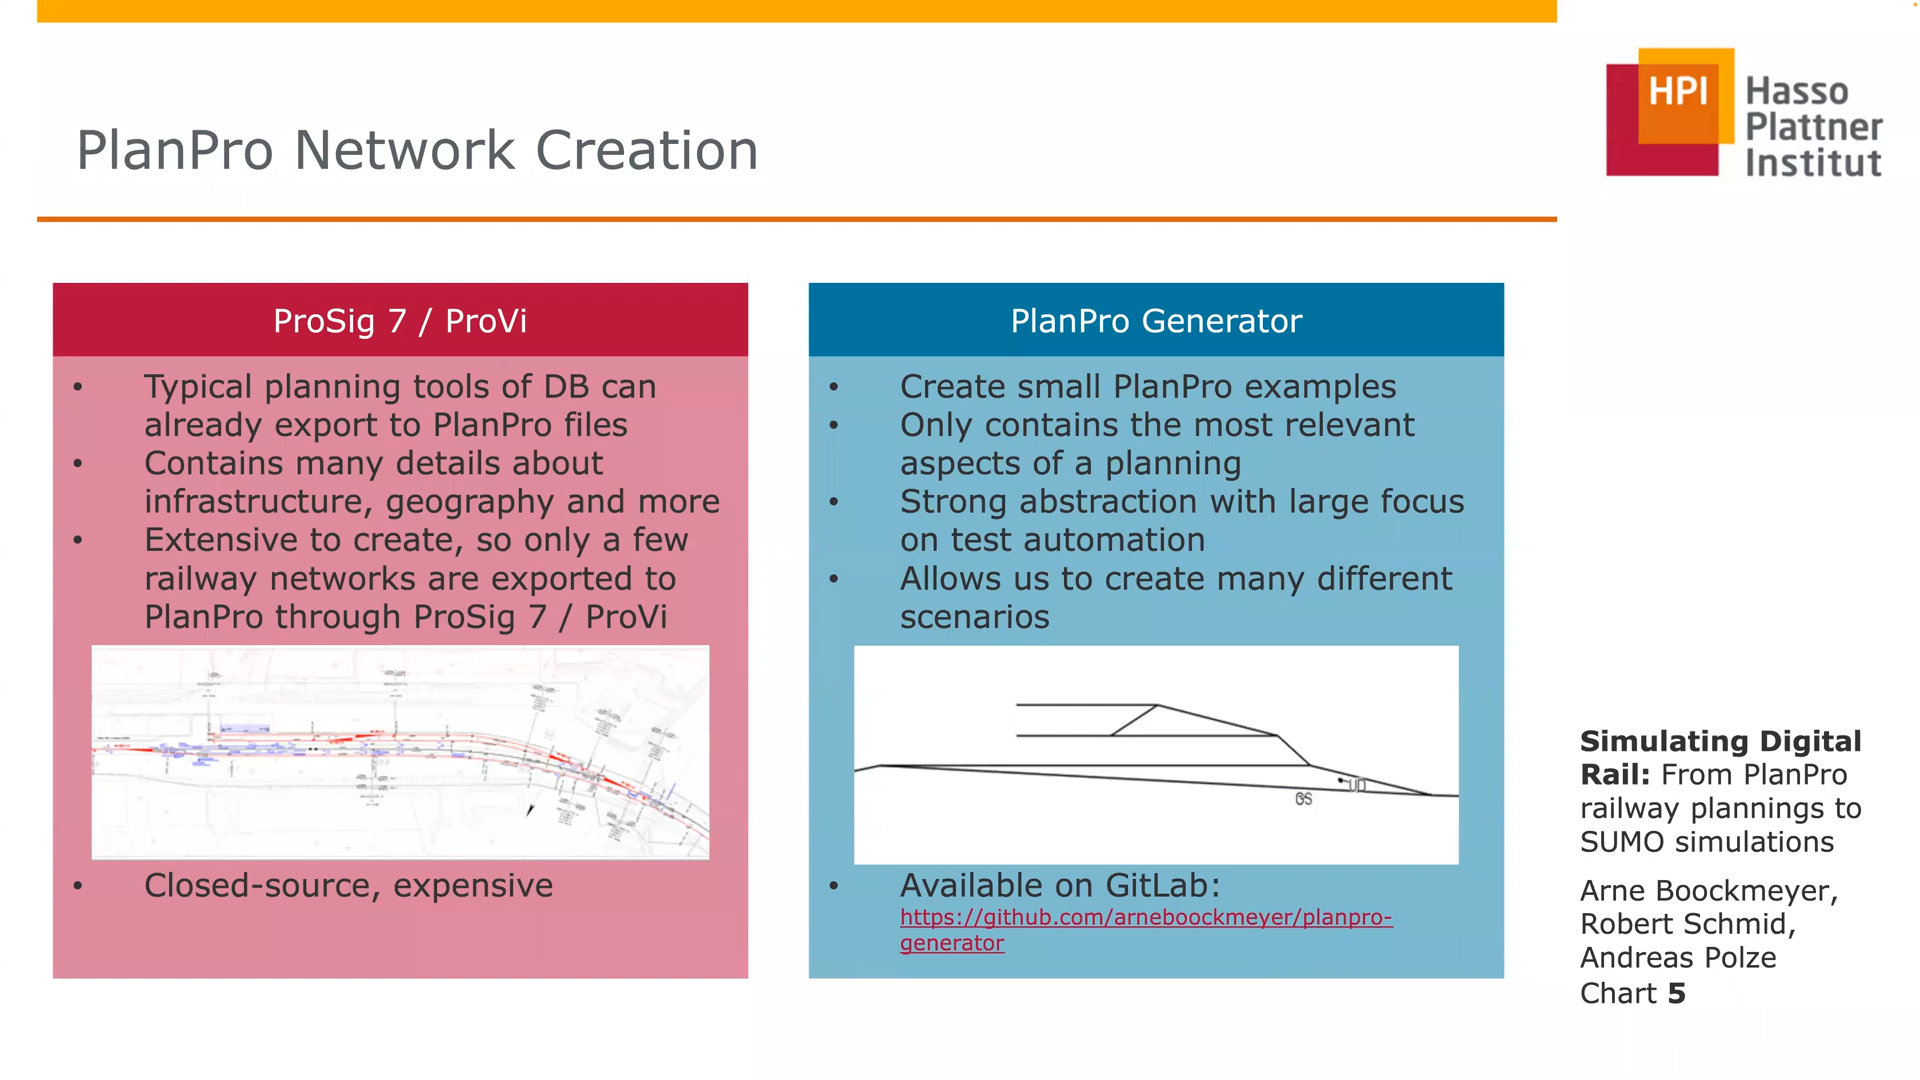 PlanPro Network Creation
HPI
Hasso
Plattner
Institut
ProSig 7 / ProVi
• Typical planning tools of DB can
already export to PlanPro files
• Contains many details about
infrastructure, geography and more
• Extensive to create, so only a few
railway networks are exported to
PlanPro through ProSig 7 / ProVi
• Closed-source, expensive
PlanPro Generator
• Create small PlanPro examples
• Only contains the most relevant
aspects of a planning
• Strong abstraction with large focus
on test automation
• Allows us to create many different
scenarios
UD
GS
• Available on GitLab:
https://github.com/arneboockmeyer/planpro-
generator
Simulating Digital
Rail: From PlanPro
railway plannings to
SUMO simulations
Arne Boockmeyer,
Robert Schmid,
Andreas Polze
Chart 5